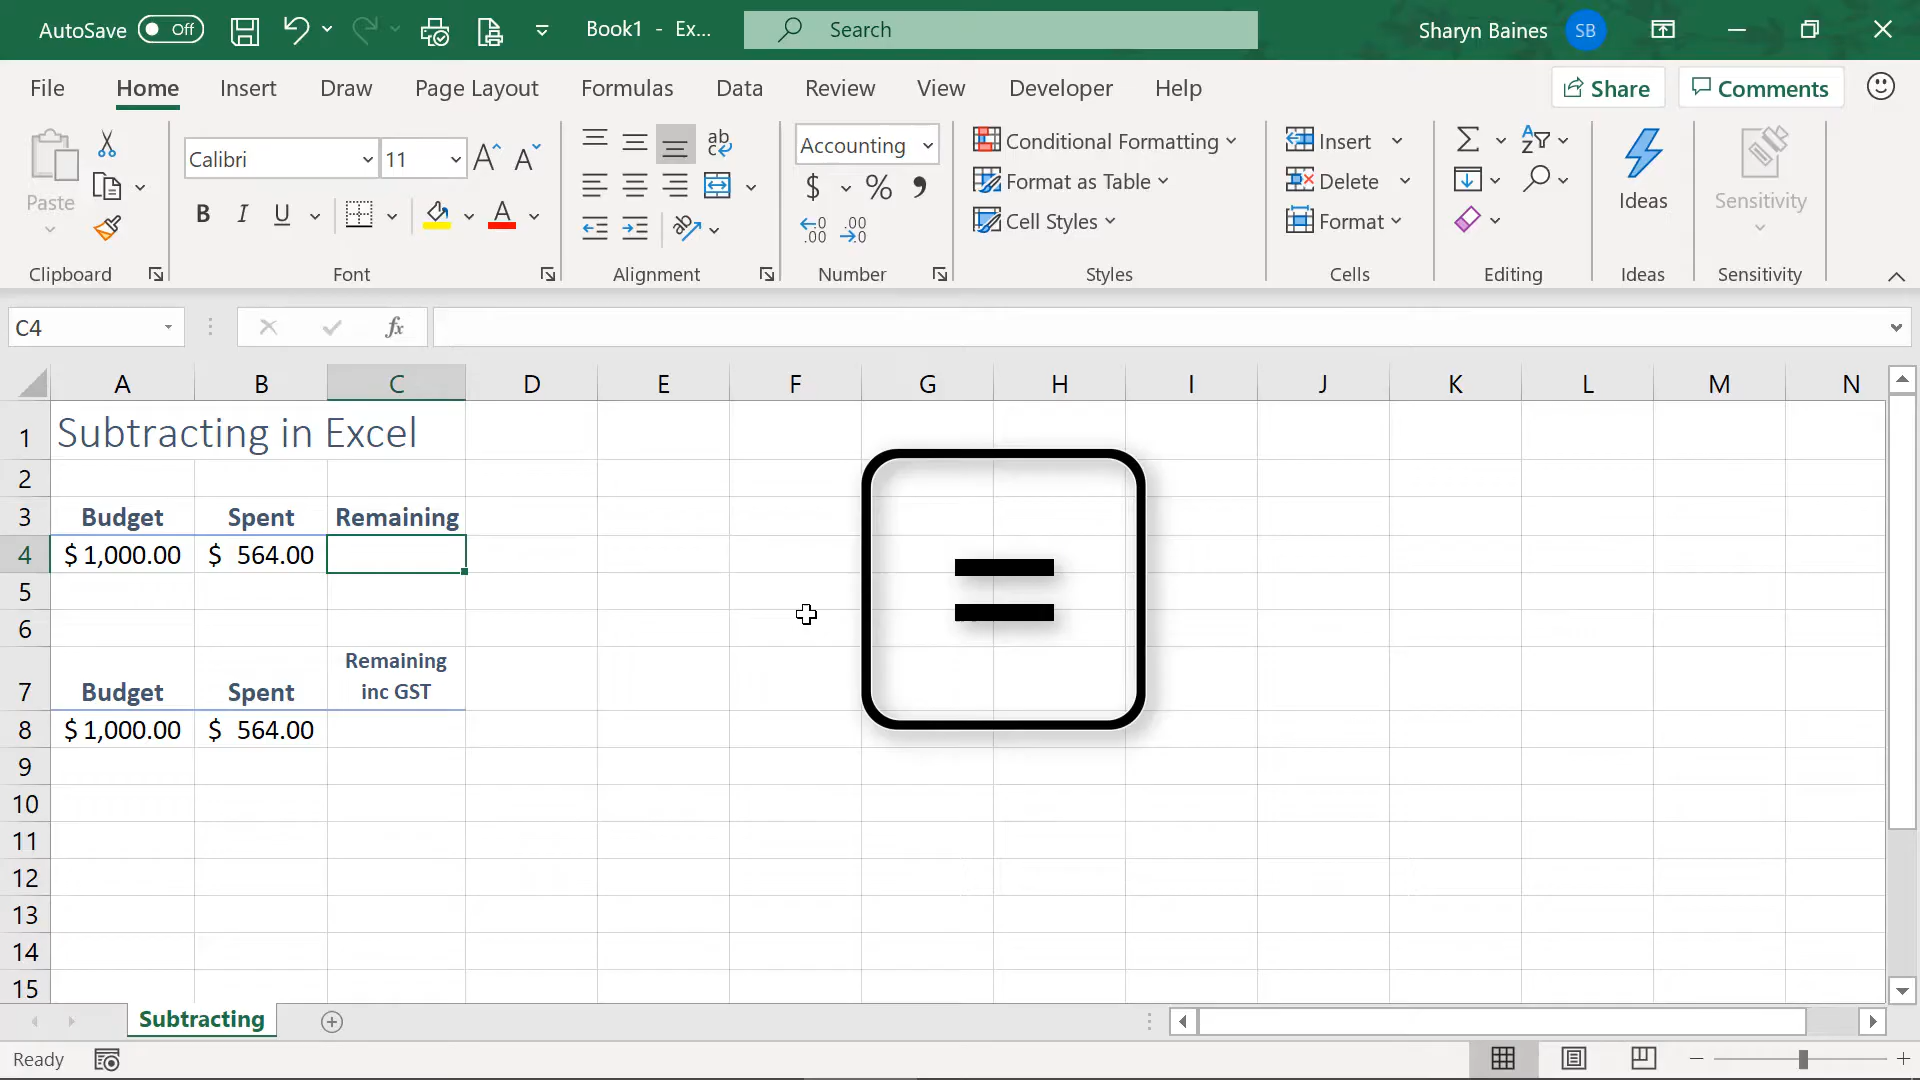 AutoSave Off Book1 - Ex... Search Sharyn Baines SB
File Home Insert Draw Page Layout Formulas Data Review View Developer Help Share Comments
Paste
Clipboard
Calibri 11
B I U A
Font
ab
c
Alignment
Accounting
$ % ,
.00
.0
Number
Conditional Formatting
Format as Table
Cell Styles
Styles
Insert
Delete
Format
Cells
Editing
Ideas
Ideas
Sensitivity
Sensitivity
C4 fx
A B C D E F G H I J K L M N
1 Subtracting in Excel
2
3 Budget Spent Remaining
4 $ 1,000.00 $ 564.00
=
5
6
7 Budget Spent Remaining
inc GST
8 $ 1,000.00 $ 564.00
9
10
11
12
13
14
15
Subtracting
Ready